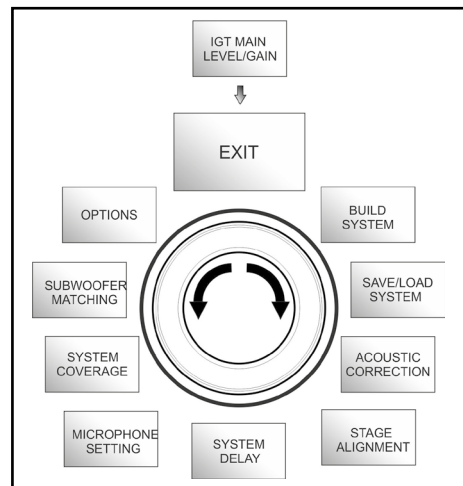 IGT MAIN
LEVEL/GAIN
EXIT
OPTIONS
BUILD
SYSTEM
SUBWOOFER
MATCHING
SAVE/LOAD
SYSTEM
SYSTEM
COVERAGE
ACOUSTIC
CORRECTION
MICROPHONE
SETTING
SYSTEM
DELAY
STAGE
ALIGNMENT